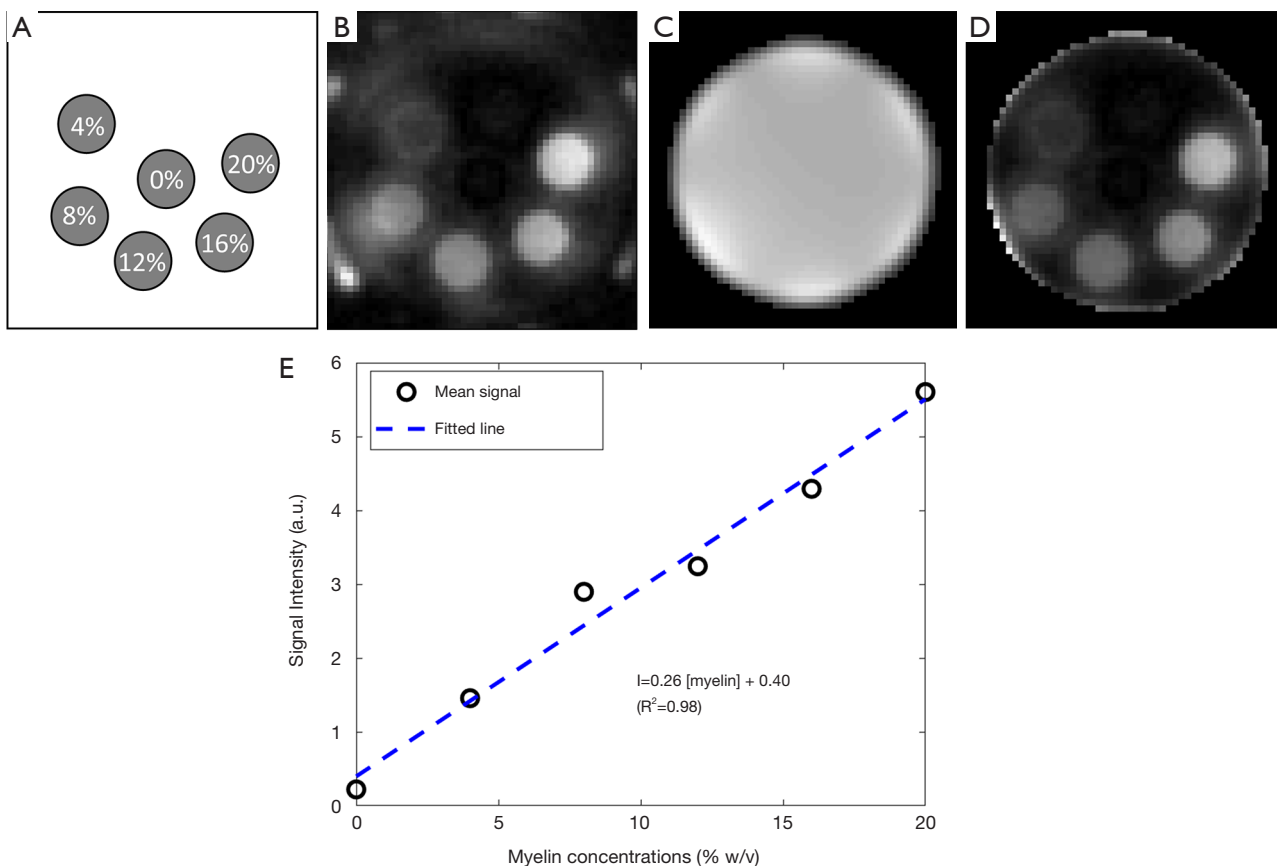 A
B
C
D
4%
20%
0%
8%
16%
12%
E
6
Mean signal
Fitted line
5
4
3
2
1
0
Signal Intensity (a.u.)
I=0.26 [myelin] + 0.40
(R²=0.98)
0 5 10 15 20
Myelin concentrations (% w/v)